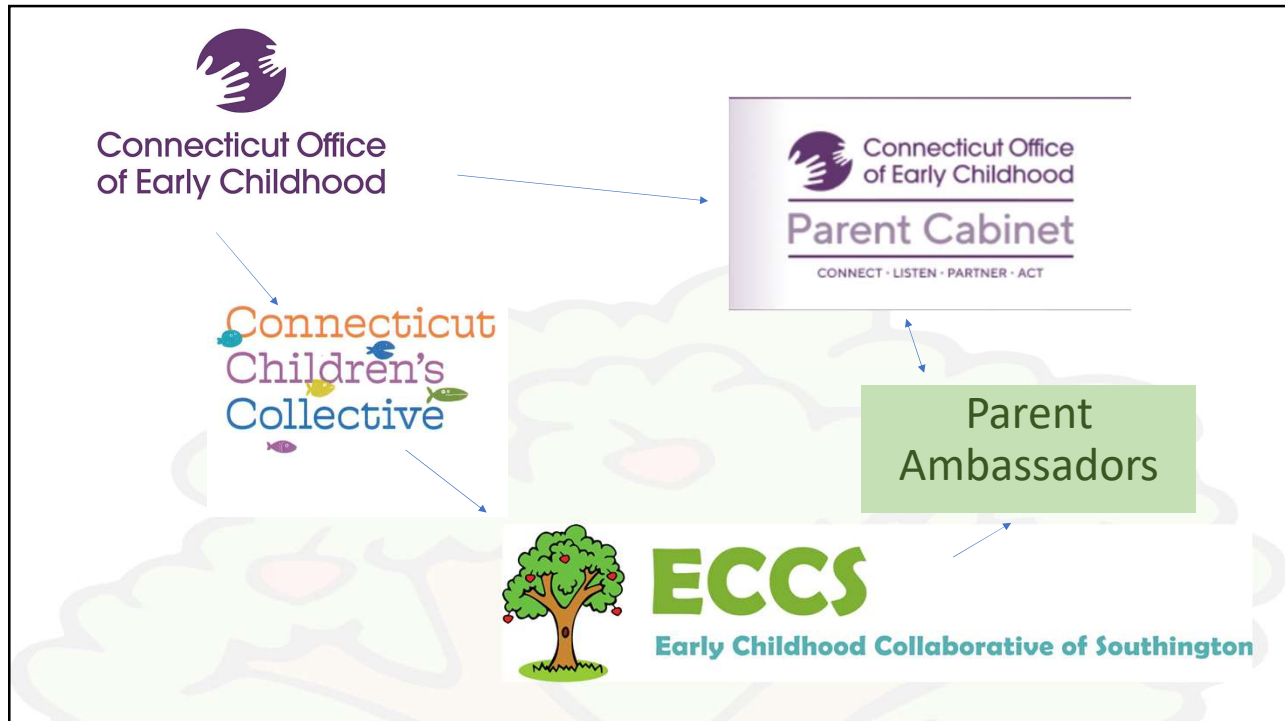 Connecticut Office
of Early Childhood
Connecticut Office
of Early Childhood
Parent Cabinet
CONNECT · LISTEN · PARTNER · ACT
Connecticut
Children's
Collective
Parent
Ambassadors
ECCS
Early Childhood Collaborative of Southington